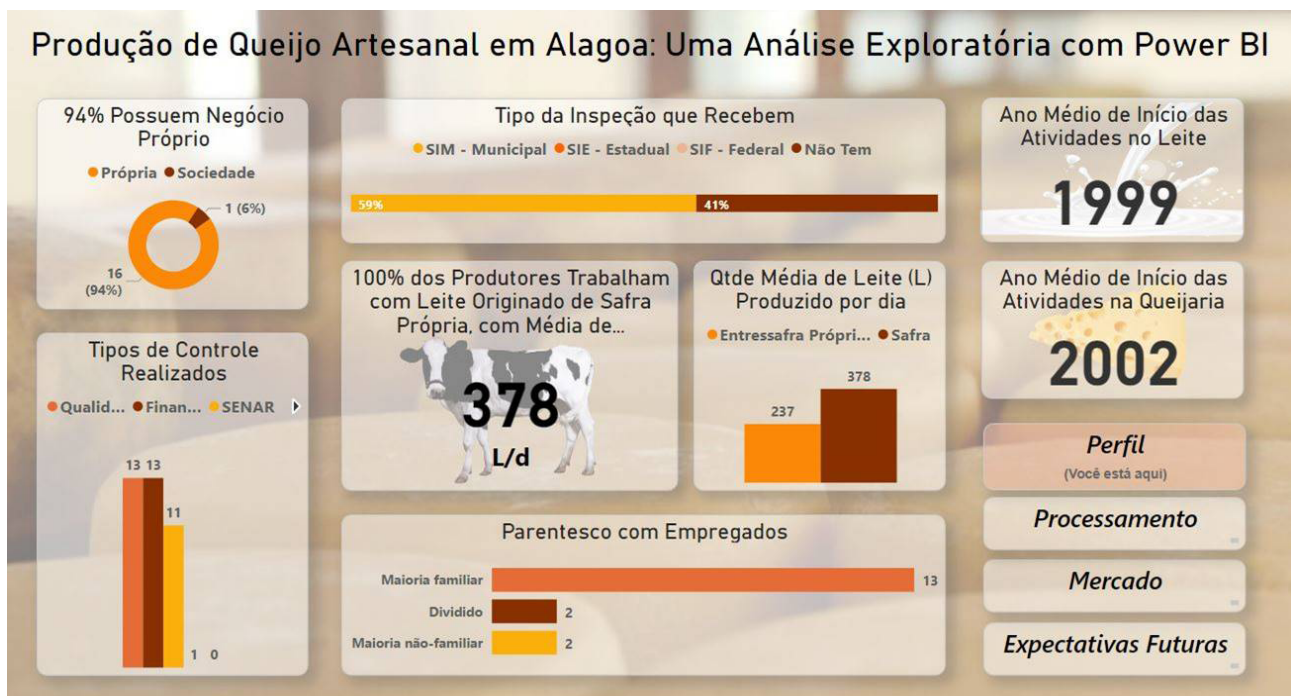 Produção de Queijo Artesanal em Alagoa: Uma Análise Exploratória com Power BI
94% Possuem Negócio
Próprio
Própria Sociedade
1 (6%)
16
(94%)
Tipo da Inspeção que Recebem
SIM - Municipal SIE - Estadual SIF - Federal Não Tem
59% 41%
Ano Médio de Início das
Atividades no Leite
1999
100% dos Produtores Trabalham
com Leite Originado de Safra
Própria, com Média de...
378
L/d
Qtde Média de Leite (L)
Produzido por dia
Entressafra Própri... Safra
378
237
Ano Médio de Início das
Atividades na Queijaria
2002
Tipos de Controle
Realizados
Qualid... Finan... SENAR
13 13
11
1 0
Parentesco com Empregados
Maioria familiar 13
Dividido 2
Maioria não-familiar 2
Perfil
(Você está aqui)
Processamento
Mercado
Expectativas Futuras